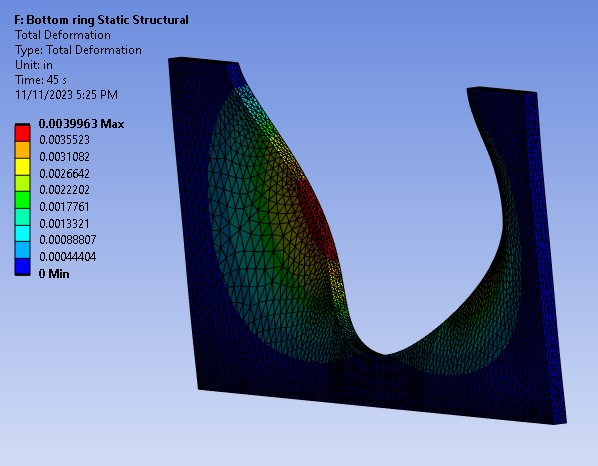 F: Bottom ring Static Structural
Total Deformation
Type: Total Deformation
Unit: in
Time: 45 s
11/11/2023 5:25 PM
0.0039963 Max
0.0035523
0.0031082
0.0026642
0.0022202
0.0017761
0.0013321
0.00088807
0.00044404
0 Min